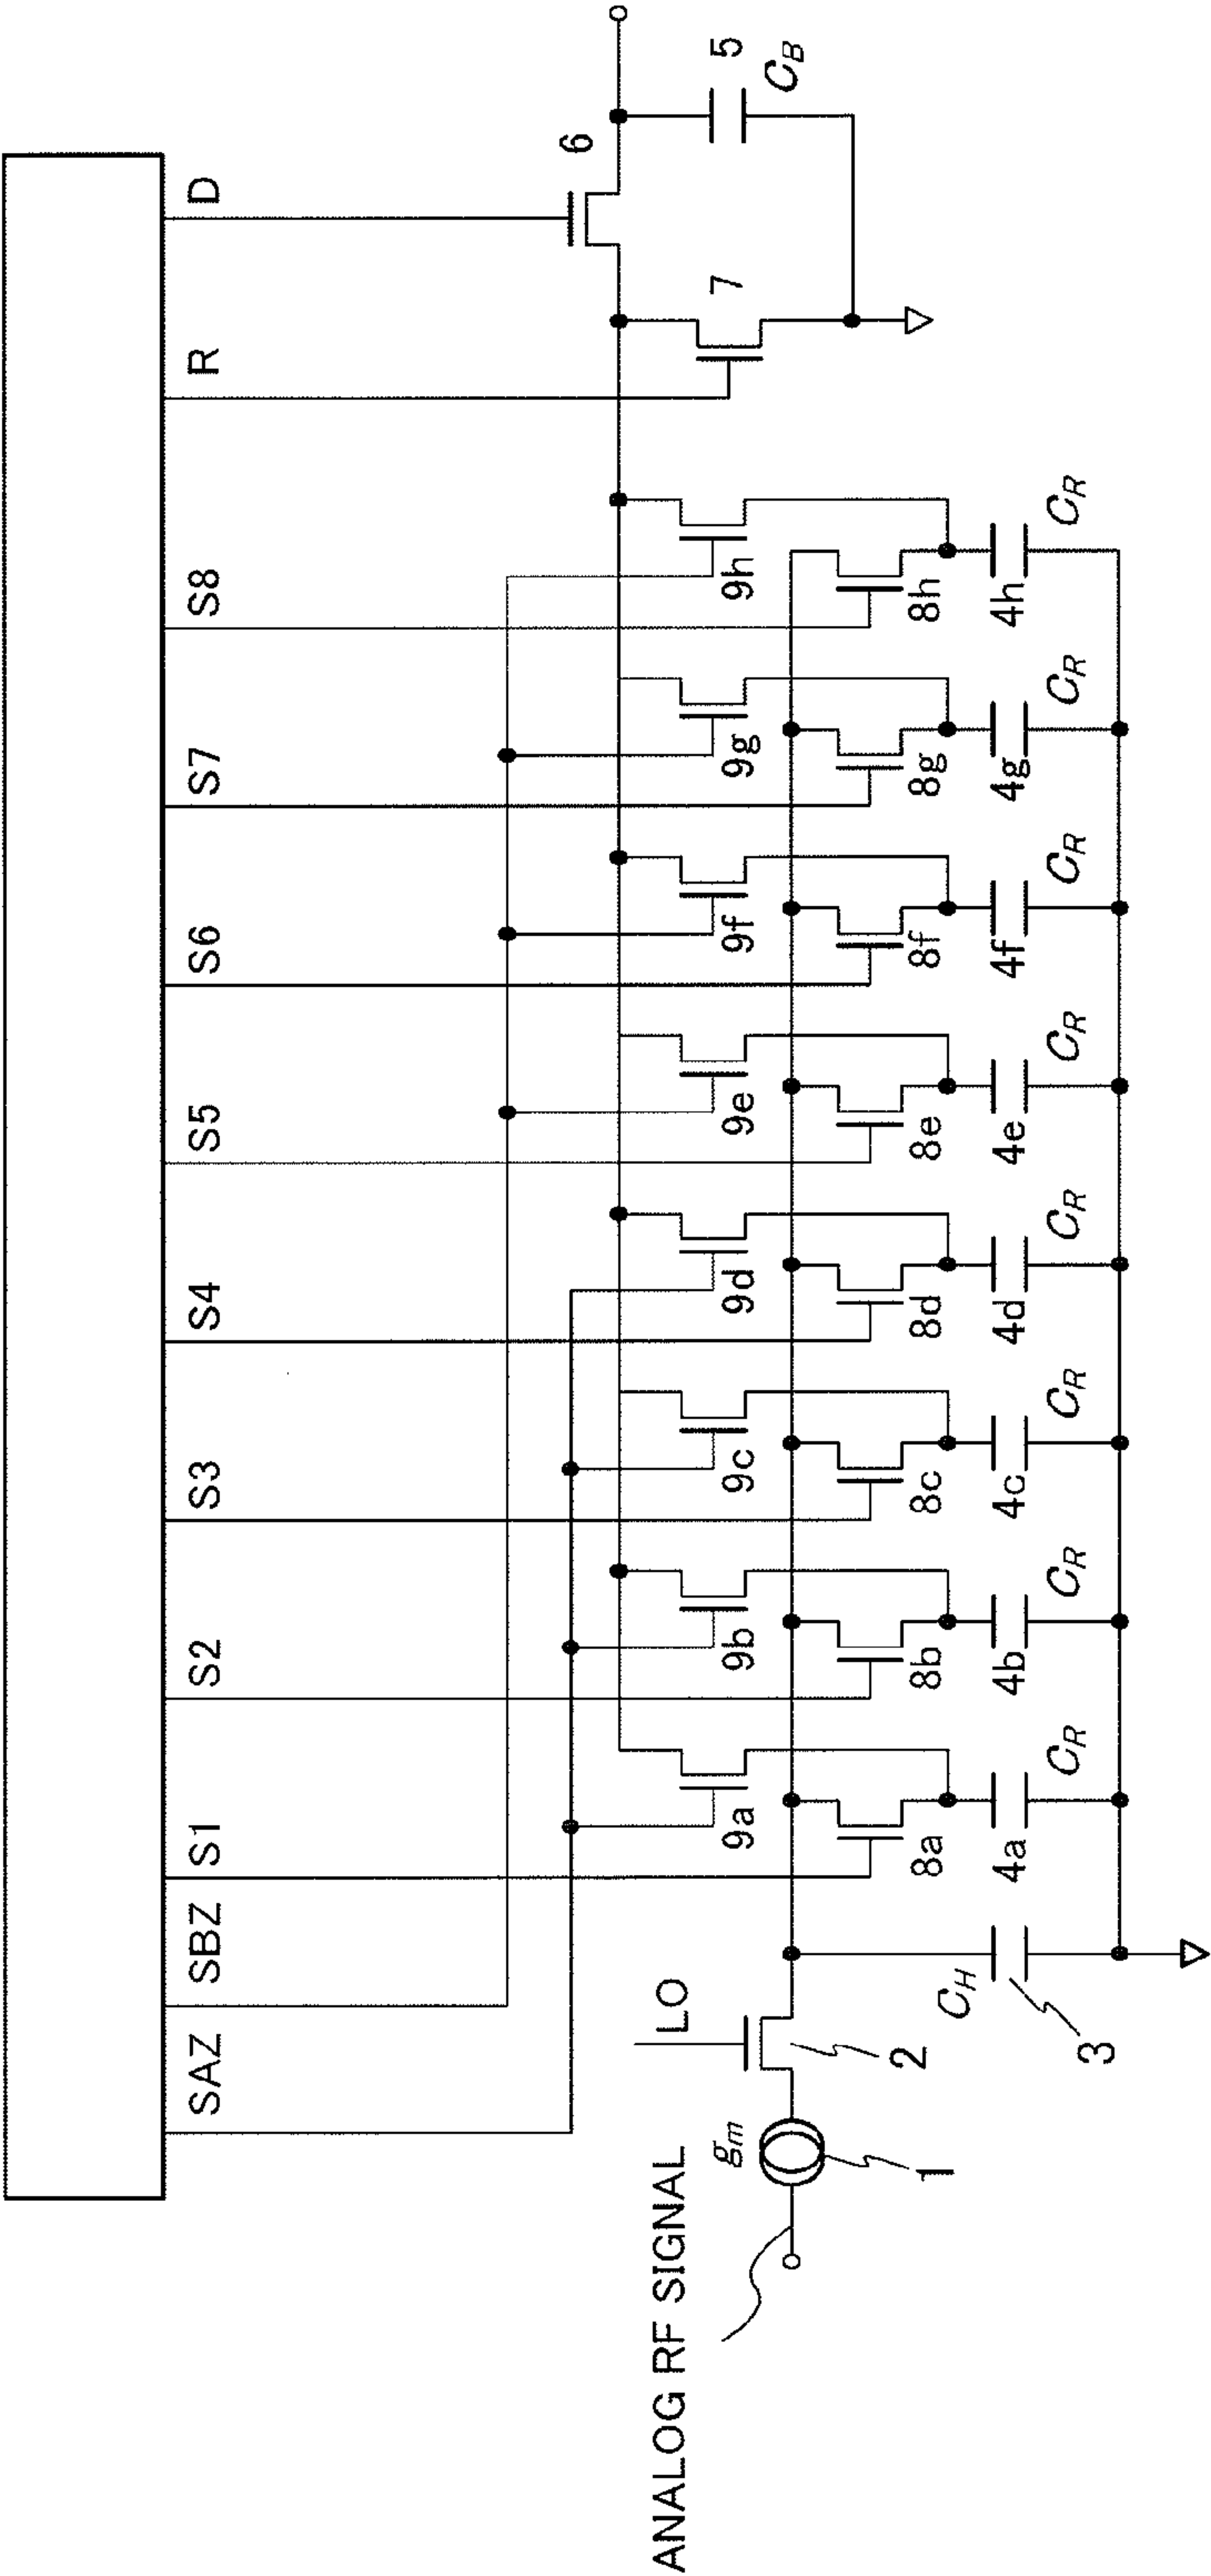 SAZ
SBZ
S1
S2
S3
S4
S5
S6
S7
S8
R
D
ANALOG RF SIGNAL
gm
1
LO
2
CH
3
9a
9b
9c
9d
9e
9f
9g
9h
8a
8b
8c
8d
8e
8f
8g
8h
4a
4b
4c
4d
4e
4f
4g
4h
CR
CR
CR
CR
CR
CR
CR
CR
6
7
5
CB